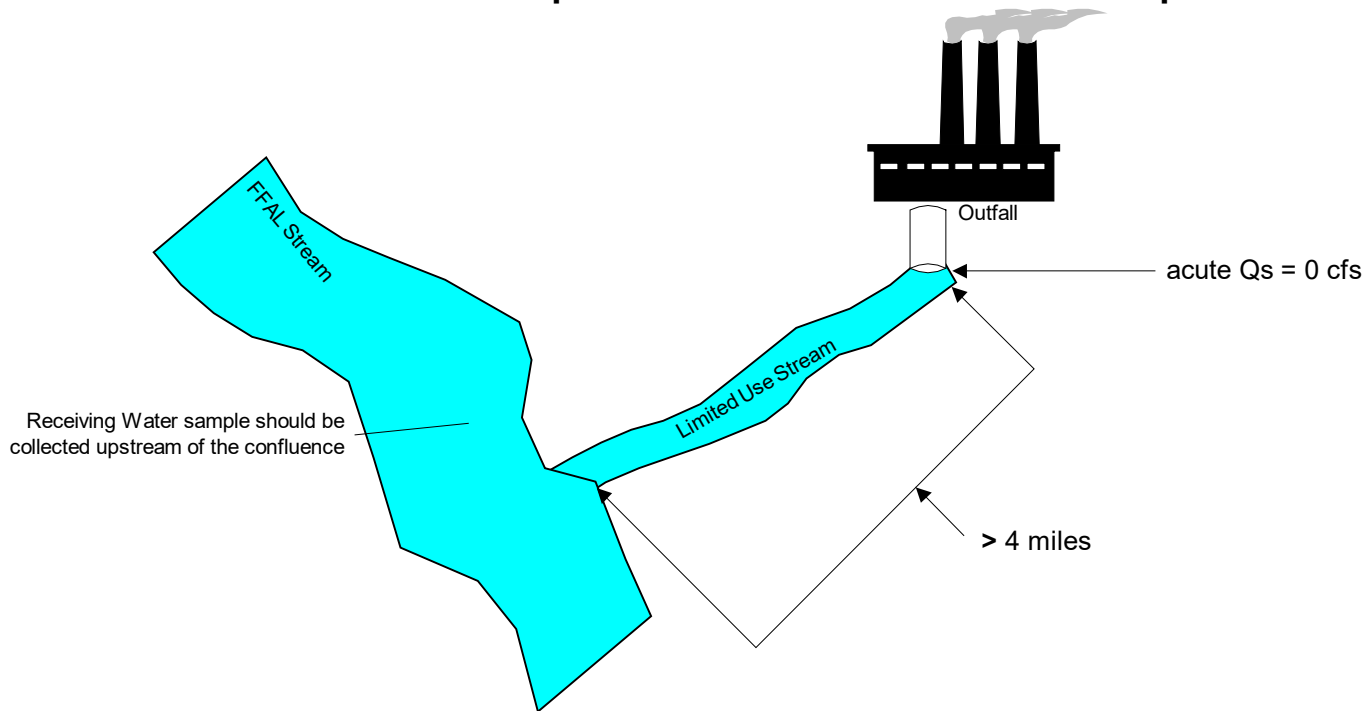 Outfall
FFAL Stream
acute Qs = 0 cfs
Limited Use Stream
Receiving Water sample should be
collected upstream of the confluence
> 4 miles